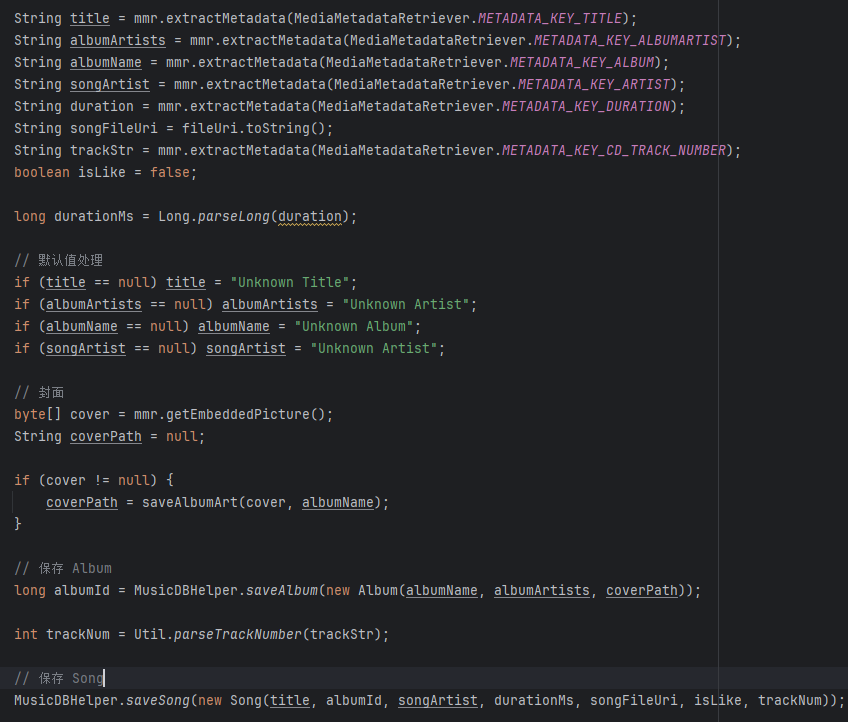 String title = mmr.extractMetadata(MediaMetadataRetriever.METADATA_KEY_TITLE);
String albumArtists = mmr.extractMetadata(MediaMetadataRetriever.METADATA_KEY_ALBUMARTIST);
String albumName = mmr.extractMetadata(MediaMetadataRetriever.METADATA_KEY_ALBUM);
String songArtist = mmr.extractMetadata(MediaMetadataRetriever.METADATA_KEY_ARTIST);
String duration = mmr.extractMetadata(MediaMetadataRetriever.METADATA_KEY_DURATION);
String songFileUri = fileUri.toString();
String trackStr = mmr.extractMetadata(MediaMetadataRetriever.METADATA_KEY_CD_TRACK_NUMBER);
boolean isLike = false;
long durationMs = Long.parseLong(duration);
// 默认值处理
if (title == null) title = "Unknown Title";
if (albumArtists == null) albumArtists = "Unknown Artist";
if (albumName == null) albumName = "Unknown Album";
if (songArtist == null) songArtist = "Unknown Artist";
// 封面
byte[] cover = mmr.getEmbeddedPicture();
String coverPath = null;
if (cover != null) {
    coverPath = saveAlbumArt(cover, albumName);
}
// 保存 Album
long albumId = MusicDBHelper.saveAlbum(new Album(albumName, albumArtists, coverPath));
int trackNum = Util.parseTrackNumber(trackStr);
// 保存 Song
MusicDBHelper.saveSong(new Song(title, albumId, songArtist, durationMs, songFileUri, isLike, trackNum));